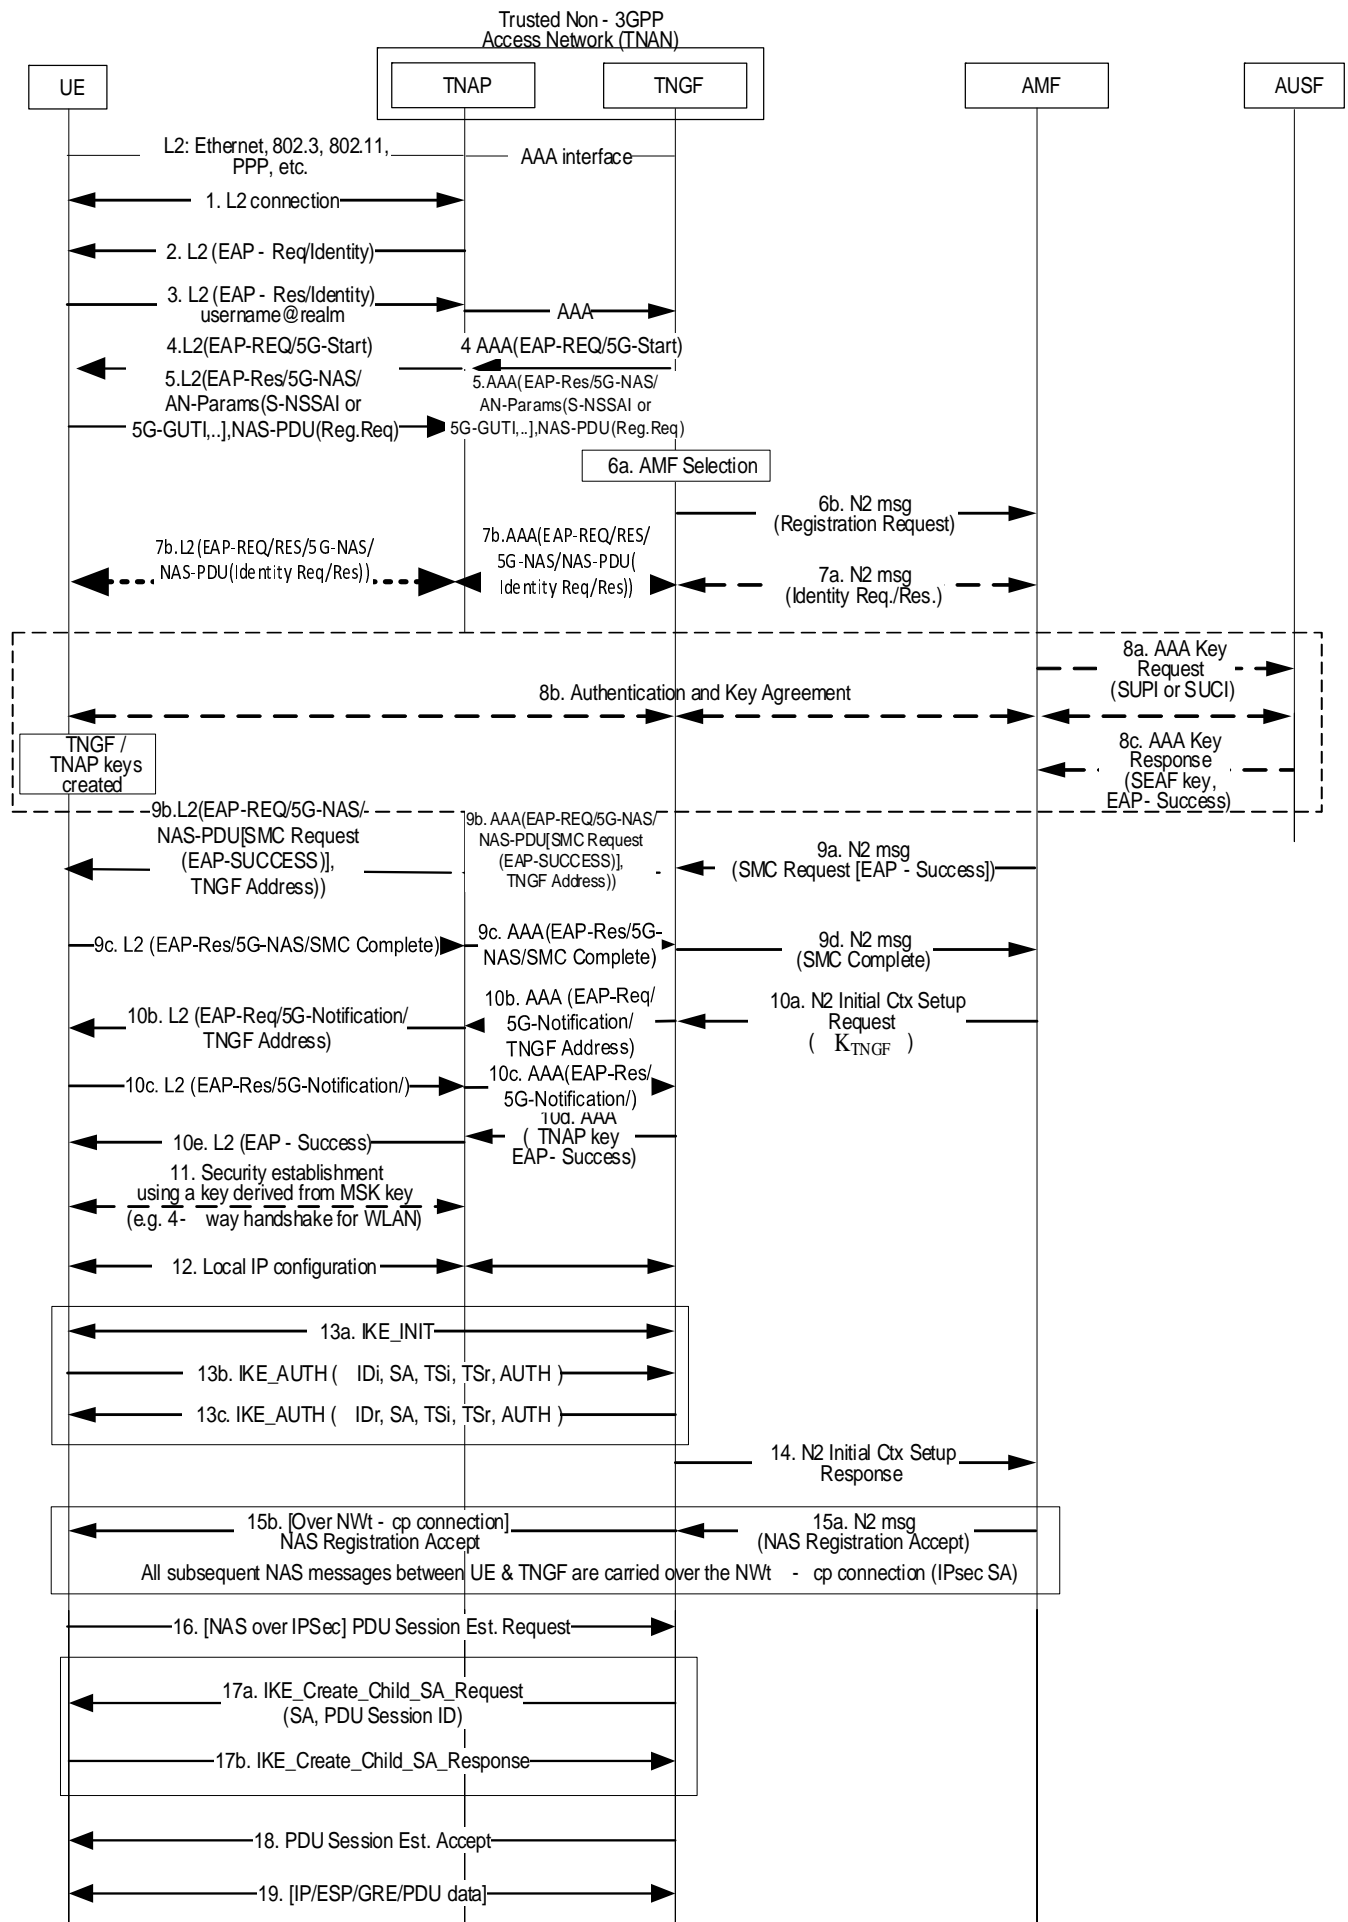 Trusted Non - 3GPP
Access Network (TNAN)
UE
TNAP
TNGF
AMF
AUSF
L2: Ethernet, 802.3, 802.11,
PPP, etc.
AAA interface
1. L2 connection
2. L2 (EAP - Req/Identity)
3. L2 (EAP - Res/Identity)
username@realm
AAA
4.L2(EAP-REQ/5G-Start)
4 AAA(EAP-REQ/5G-Start)
5.L2(EAP-Res/5G-NAS/
AN-Params(S-NSSAI or
5G-GUTI,..],NAS-PDU(Reg.Req)
5.AAA(EAP-Res/5G-NAS/
AN-Params(S-NSSAI or
5G-GUTI,..],NAS-PDU(Reg.Req)
6a. AMF Selection
6b. N2 msg
(Registration Request)
7b.L2(EAP-REQ/RES/5G-NAS/
NAS-PDU(Identity Req/Res))
7b.AAA(EAP-REQ/RES/
5G-NAS/NAS-PDU(
Identity Req/Res))
7a. N2 msg
(Identity Req./Res.)
8a. AAA Key
Request
(SUPI or SUCI)
8b. Authentication and Key Agreement
TNGF /
TNAP keys
created
8c. AAA Key
Response
(SEAF key,
EAP- Success)
9b.L2(EAP-REQ/5G-NAS/
NAS-PDU[SMC Request
(EAP-SUCCESS)],
TNGF Address))
9b. AAA(EAP-REQ/5G-NAS/
NAS-PDU[SMC Request
(EAP-SUCCESS)],
TNGF Address))
9a. N2 msg
(SMC Request [EAP - Success])
9c. L2 (EAP-Res/5G-NAS/SMC Complete)
9c. AAA(EAP-Res/5G-
NAS/SMC Complete)
9d. N2 msg
(SMC Complete)
10b. L2 (EAP-Req/5G-Notification/
TNGF Address)
10b. AAA (EAP-Req/
5G-Notification/
TNGF Address)
10a. N2 Initial Ctx Setup
Request
( K_TNGF )
10c. L2 (EAP-Res/5G-Notification/)
10c. AAA(EAP-Res/
5G-Notification/)
10d. AAA
( TNAP key
EAP- Success)
10e. L2 (EAP - Success)
11. Security establishment
using a key derived from MSK key
(e.g. 4- way handshake for WLAN)
12. Local IP configuration
13a. IKE_INIT
13b. IKE_AUTH ( IDi, SA, TSi, TSr, AUTH )
13c. IKE_AUTH ( IDr, SA, TSi, TSr, AUTH )
14. N2 Initial Ctx Setup
Response
15b. [Over NWt - cp connection]
NAS Registration Accept
15a. N2 msg
(NAS Registration Accept)
All subsequent NAS messages between UE & TNGF are carried over the NWt - cp connection (IPsec SA)
16. [NAS over IPSec] PDU Session Est. Request
17a. IKE_Create_Child_SA_Request
(SA, PDU Session ID)
17b. IKE_Create_Child_SA_Response
18. PDU Session Est. Accept
19. [IP/ESP/GRE/PDU data]